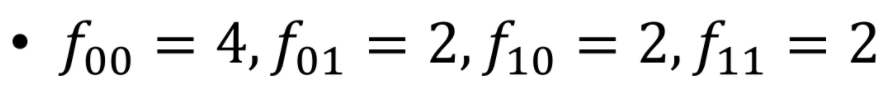 • f₀₀ = 4, f₀₁ = 2, f₁₀ = 2, f₁₁ = 2